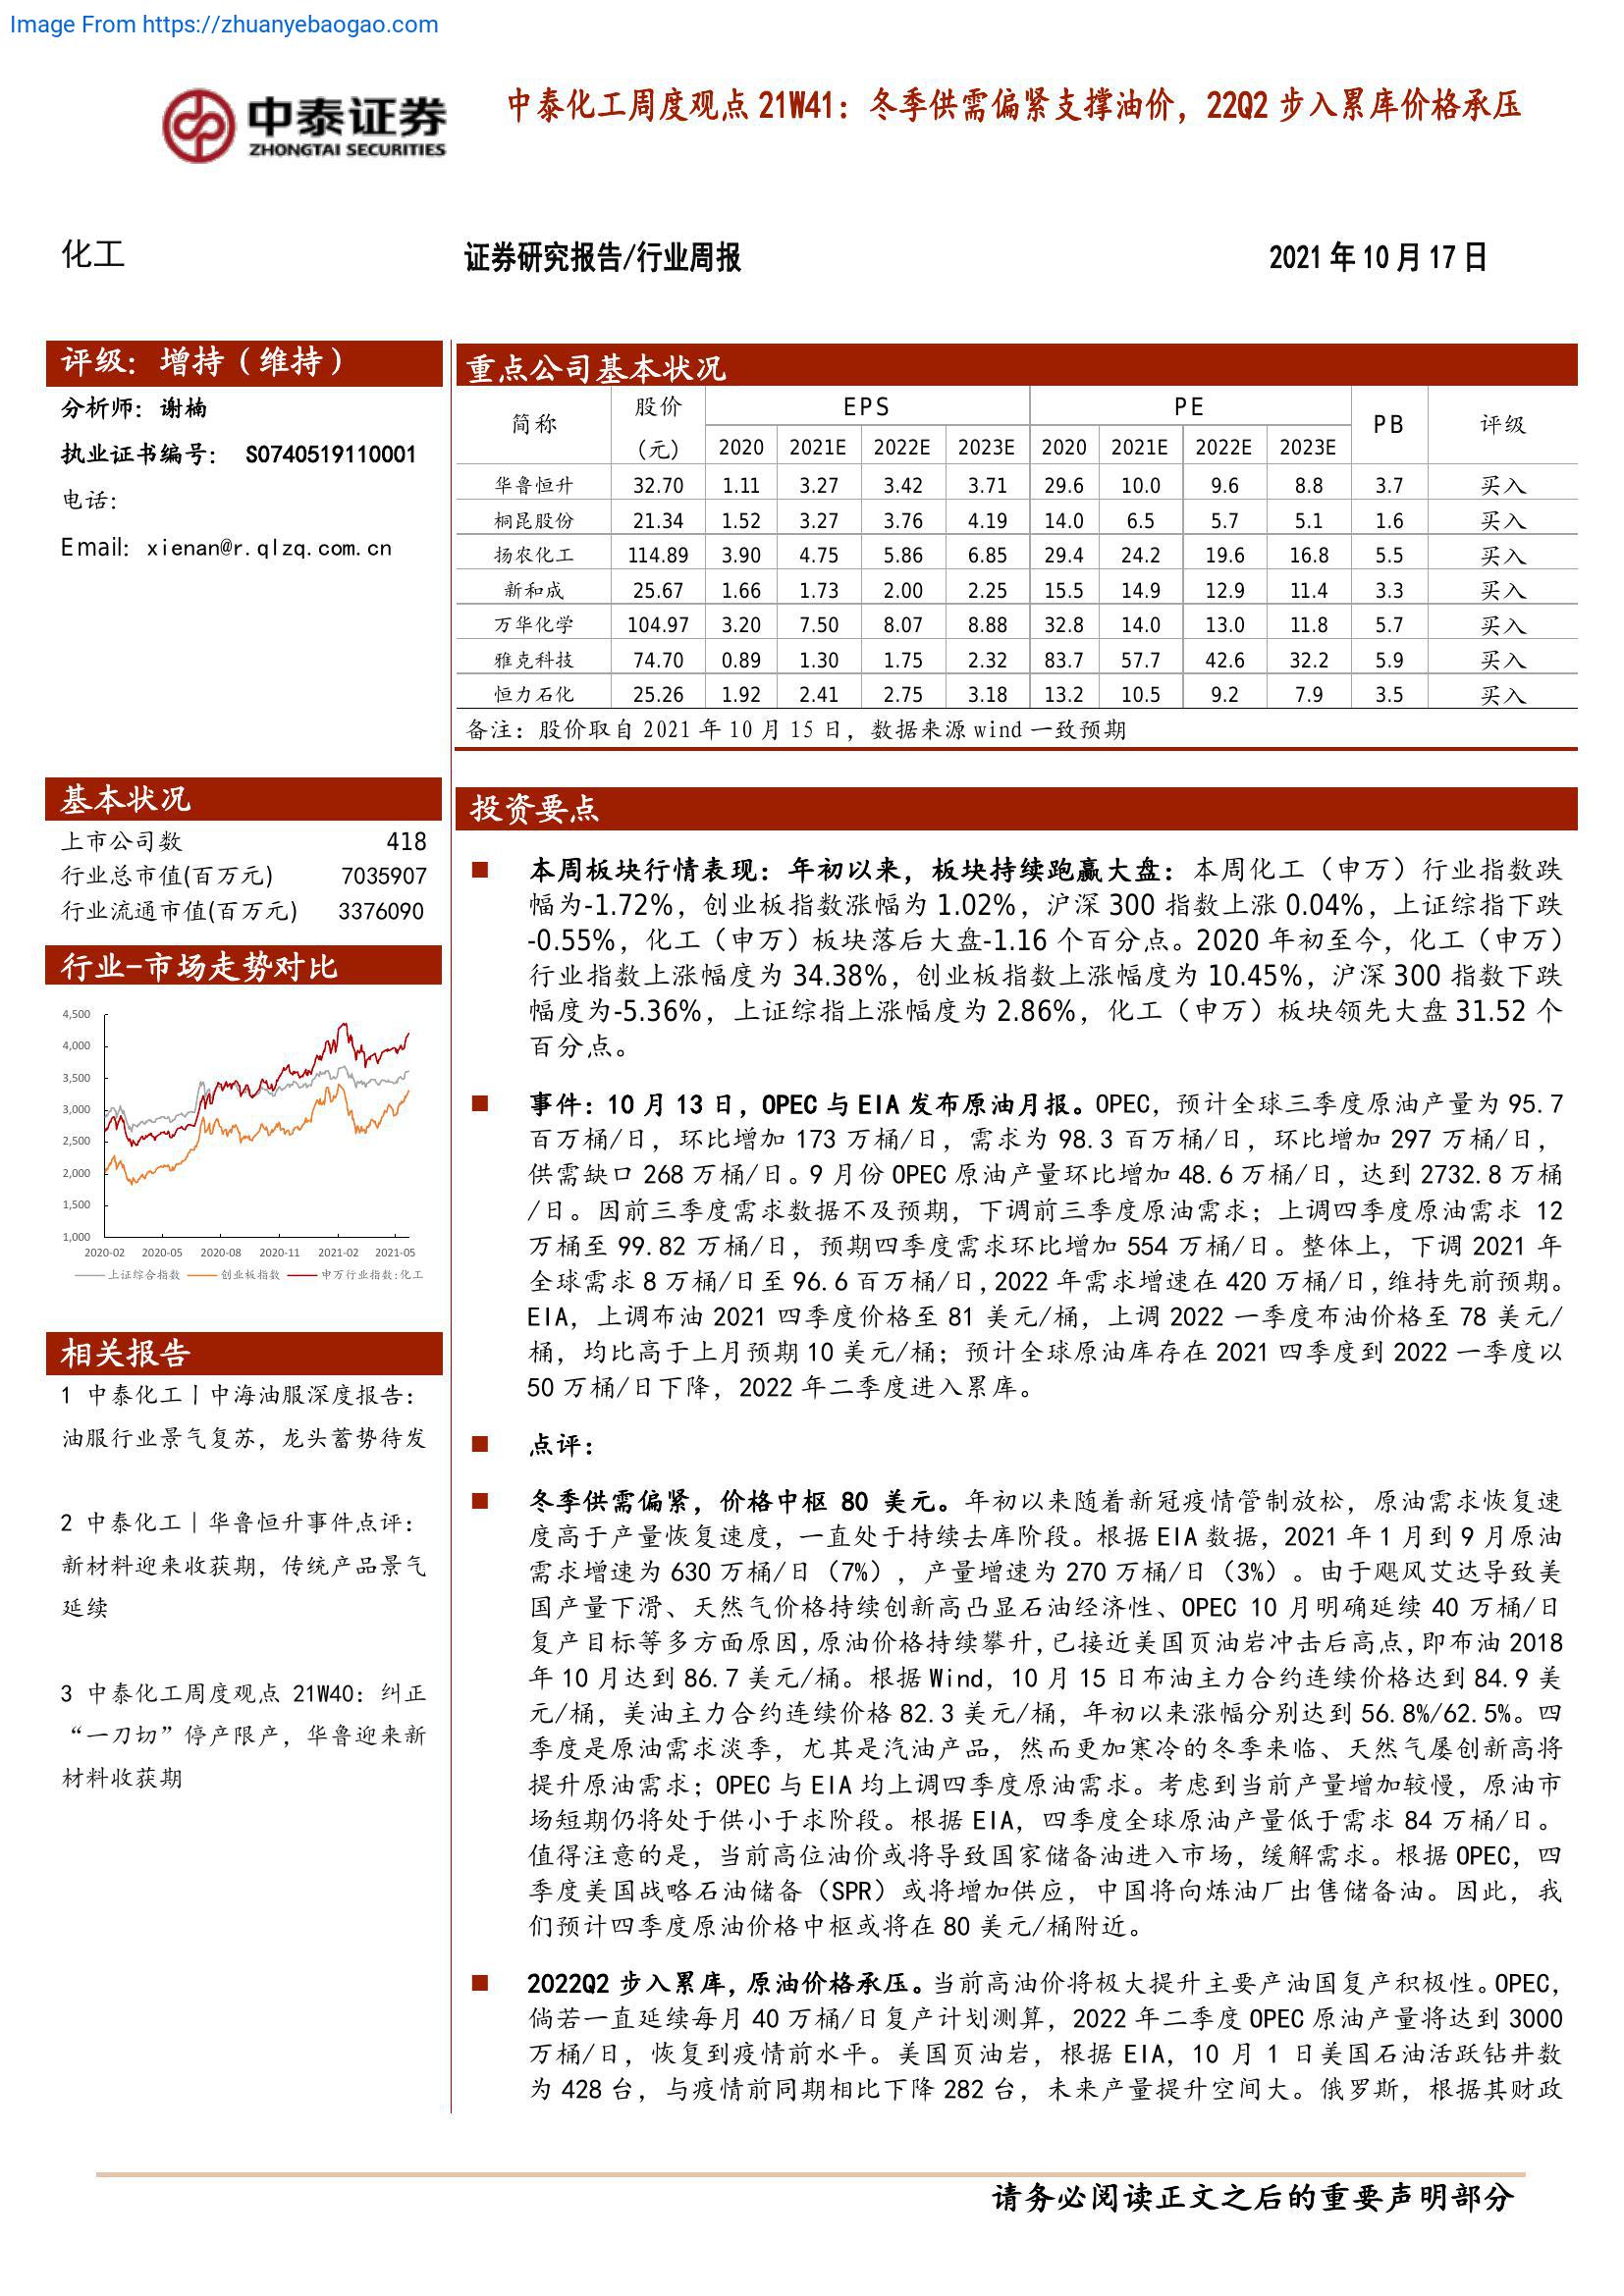 Image From https://zhuanyebaogao.com
中泰证券
ZHONGTAI SECURITIES
中泰化工周度观点 21W41：冬季供需偏紧支撑油价，22Q2 步入累库价格承压
化工
证券研究报告/行业周报
2021 年 10 月 17 日
评级：增持（维持）
分析师：谢楠
执业证书编号： S0740519110001
电话：
Email: xienan@r.qlzq.com.cn
重点公司基本状况
简称 股价(元) EPS PE PB 评级
2020 2021E 2022E 2023E 2020 2021E 2022E 2023E
华鲁恒升 32.70 1.11 3.27 3.42 3.71 29.6 10.0 9.6 8.8 3.7 买入
桐昆股份 21.34 1.52 3.27 3.76 4.19 14.0 6.5 5.7 5.1 1.6 买入
扬农化工 114.89 3.90 4.75 5.86 6.85 29.4 24.2 19.6 16.8 5.5 买入
新和成 25.67 1.66 1.73 2.00 2.25 15.5 14.9 12.9 11.4 3.3 买入
万华化学 104.97 3.20 7.50 8.07 8.88 32.8 14.0 13.0 11.8 5.7 买入
雅克科技 74.70 0.89 1.30 1.75 2.32 83.7 57.7 42.6 32.2 5.9 买入
恒力石化 25.26 1.92 2.41 2.75 3.18 13.2 10.5 9.2 7.9 3.5 买入
备注：股价取自 2021 年 10 月 15 日，数据来源 wind 一致预期
基本状况
上市公司数 418
行业总市值(百万元) 7035907
行业流通市值(百万元) 3376090
行业-市场走势对比
4,500
4,000
3,500
3,000
2,500
2,000
1,500
1,000
2020-02 2020-05 2020-08 2020-11 2021-02 2021-05
上证综合指数 创业板指数 申万行业指数:化工
相关报告
1 中泰化工丨中海油服深度报告：
油服行业景气复苏，龙头蓄势待发
2 中泰化工丨华鲁恒升事件点评：
新材料迎来收获期，传统产品景气
延续
3 中泰化工周度观点 21W40：纠正
“一刀切”停产限产，华鲁迎来新
材料收获期
投资要点
■ 本周板块行情表现：年初以来，板块持续跑赢大盘：本周化工（申万）行业指数跌
幅为-1.72%，创业板指数涨幅为 1.02%，沪深 300 指数上涨 0.04%，上证综指下跌
-0.55%，化工（申万）板块落后大盘-1.16 个百分点。2020 年初至今，化工（申万）
行业指数上涨幅度为 34.38%，创业板指数上涨幅度为 10.45%，沪深 300 指数下跌
幅度为-5.36%，上证综指上涨幅度为 2.86%，化工（申万）板块领先大盘 31.52 个
百分点。
■ 事件：10 月 13 日，OPEC 与 EIA 发布原油月报。OPEC，预计全球三季度原油产量为 95.7
百万桶/日，环比增加 173 万桶/日，需求为 98.3 百万桶/日，环比增加 297 万桶/日，
供需缺口 268 万桶/日。9 月份 OPEC 原油产量环比增加 48.6 万桶/日，达到 2732.8 万桶
/日。因前三季度需求数据不及预期，下调前三季度原油需求；上调四季度原油需求 12
万桶至 99.82 万桶/日，预期四季度需求环比增加 554 万桶/日。整体上，下调 2021 年
全球需求 8 万桶/日至 96.6 百万桶/日，2022 年需求增速在 420 万桶/日，维持先前预期。
EIA，上调布油 2021 四季度价格至 81 美元/桶，上调 2022 一季度布油价格至 78 美元/
桶，均比高于上月预期 10 美元/桶；预计全球原油库存在 2021 四季度到 2022 一季度以
50 万桶/日下降，2022 年二季度进入累库。
■ 点评：
■ 冬季供需偏紧，价格中枢 80 美元。年初以来随着新冠疫情管制放松，原油需求恢复速
度高于产量恢复速度，一直处于持续去库阶段。根据 EIA 数据，2021 年 1 月到 9 月原油
需求增速为 630 万桶/日（7%），产量增速为 270 万桶/日（3%）。由于飓风艾达导致美
国产量下滑、天然气价格持续创新高凸显石油经济性、OPEC 10 月明确延续 40 万桶/日
复产目标等多方面原因，原油价格持续攀升，已接近美国页油岩冲击后高点，即布油 2018
年 10 月达到 86.7 美元/桶。根据 Wind，10 月 15 日布油主力合约连续价格达到 84.9 美
元/桶，美油主力合约连续价格 82.3 美元/桶，年初以来涨幅分别达到 56.8%/62.5%。四
季度是原油需求淡季，尤其是汽油产品，然而更加寒冷的冬季来临、天然气屡创新高将
提升原油需求；OPEC 与 EIA 均上调四季度原油需求。考虑到当前产量增加较慢，原油市
场短期仍将处于供小于求阶段。根据 EIA，四季度全球原油产量低于需求 84 万桶/日。
值得注意的是，当前高位油价或将导致国家储备油进入市场，缓解需求。根据 OPEC，四
季度美国战略石油储备（SPR）或将增加供应，中国将向炼油厂出售储备油。因此，我
们预计四季度原油价格中枢或将在 80 美元/桶附近。
■ 2022Q2 步入累库，原油价格承压。当前高油价将极大提升主要产油国复产积极性。OPEC，
倘若一直延续每月 40 万桶/日复产计划测算，2022 年二季度 OPEC 原油产量将达到 3000
万桶/日，恢复到疫情前水平。美国页油岩，根据 EIA，10 月 1 日美国石油活跃钻井数
为 428 台，与疫情前同期相比下降 282 台，未来产量提升空间大。俄罗斯，根据其财政
请务必阅读正文之后的重要声明部分